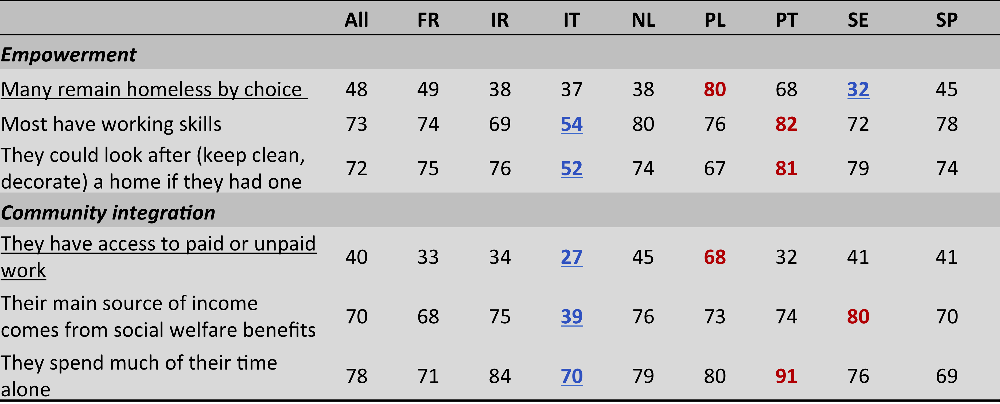 All FR IR IT NL PL PT SE SP
Empowerment
Many remain homeless by choice 48 49 38 37 38 80 68 32 45
Most have working skills 73 74 69 54 80 76 82 72 78
They could look after (keep clean,
decorate) a home if they had one 72 75 76 52 74 67 81 79 74
Community integration
They have access to paid or unpaid
work 40 33 34 27 45 68 32 41 41
Their main source of income
comes from social welfare benefits 70 68 75 39 76 73 74 80 70
They spend much of their time
alone 78 71 84 70 79 80 91 76 69